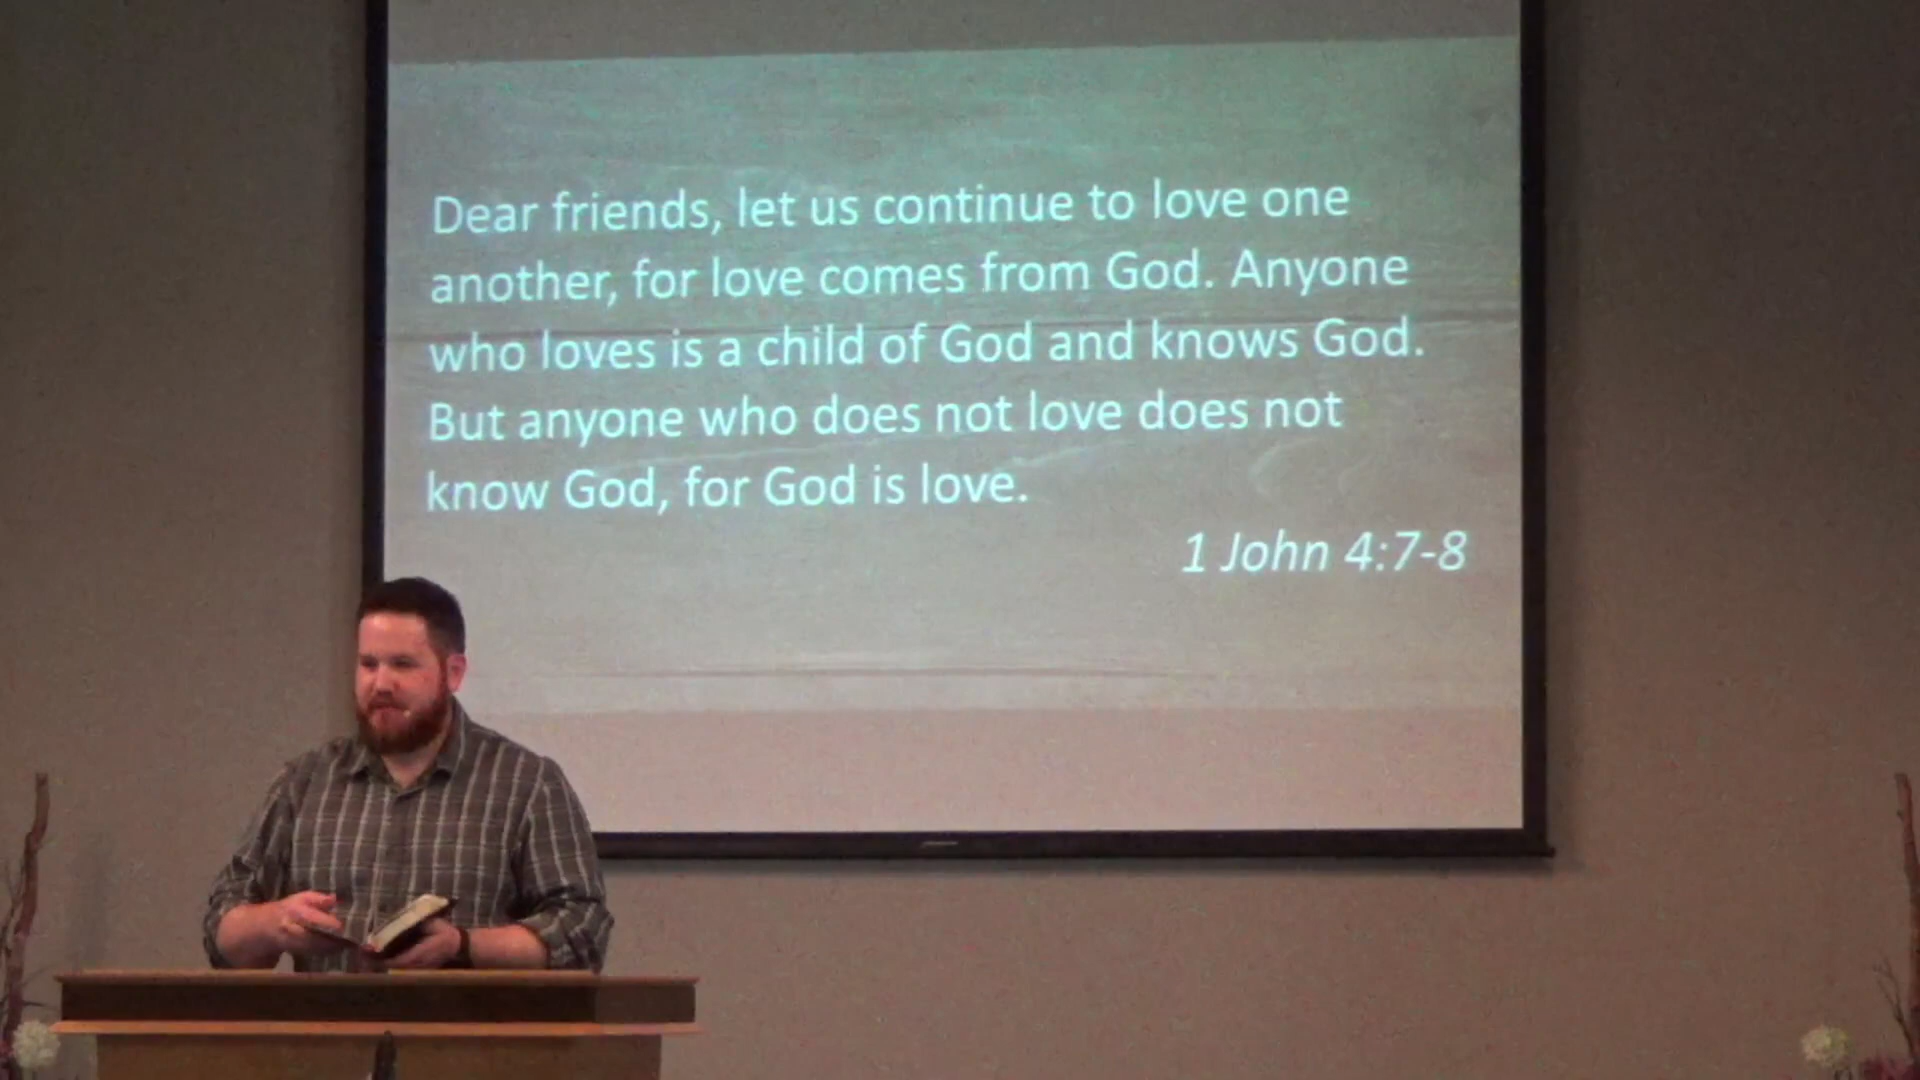 Dear friends, let us continue to love one
another, for love comes from God. Anyone
who loves is a child of God and knows God.
But anyone who does not love does not
know God, for God is love.
1 John 4:7-8